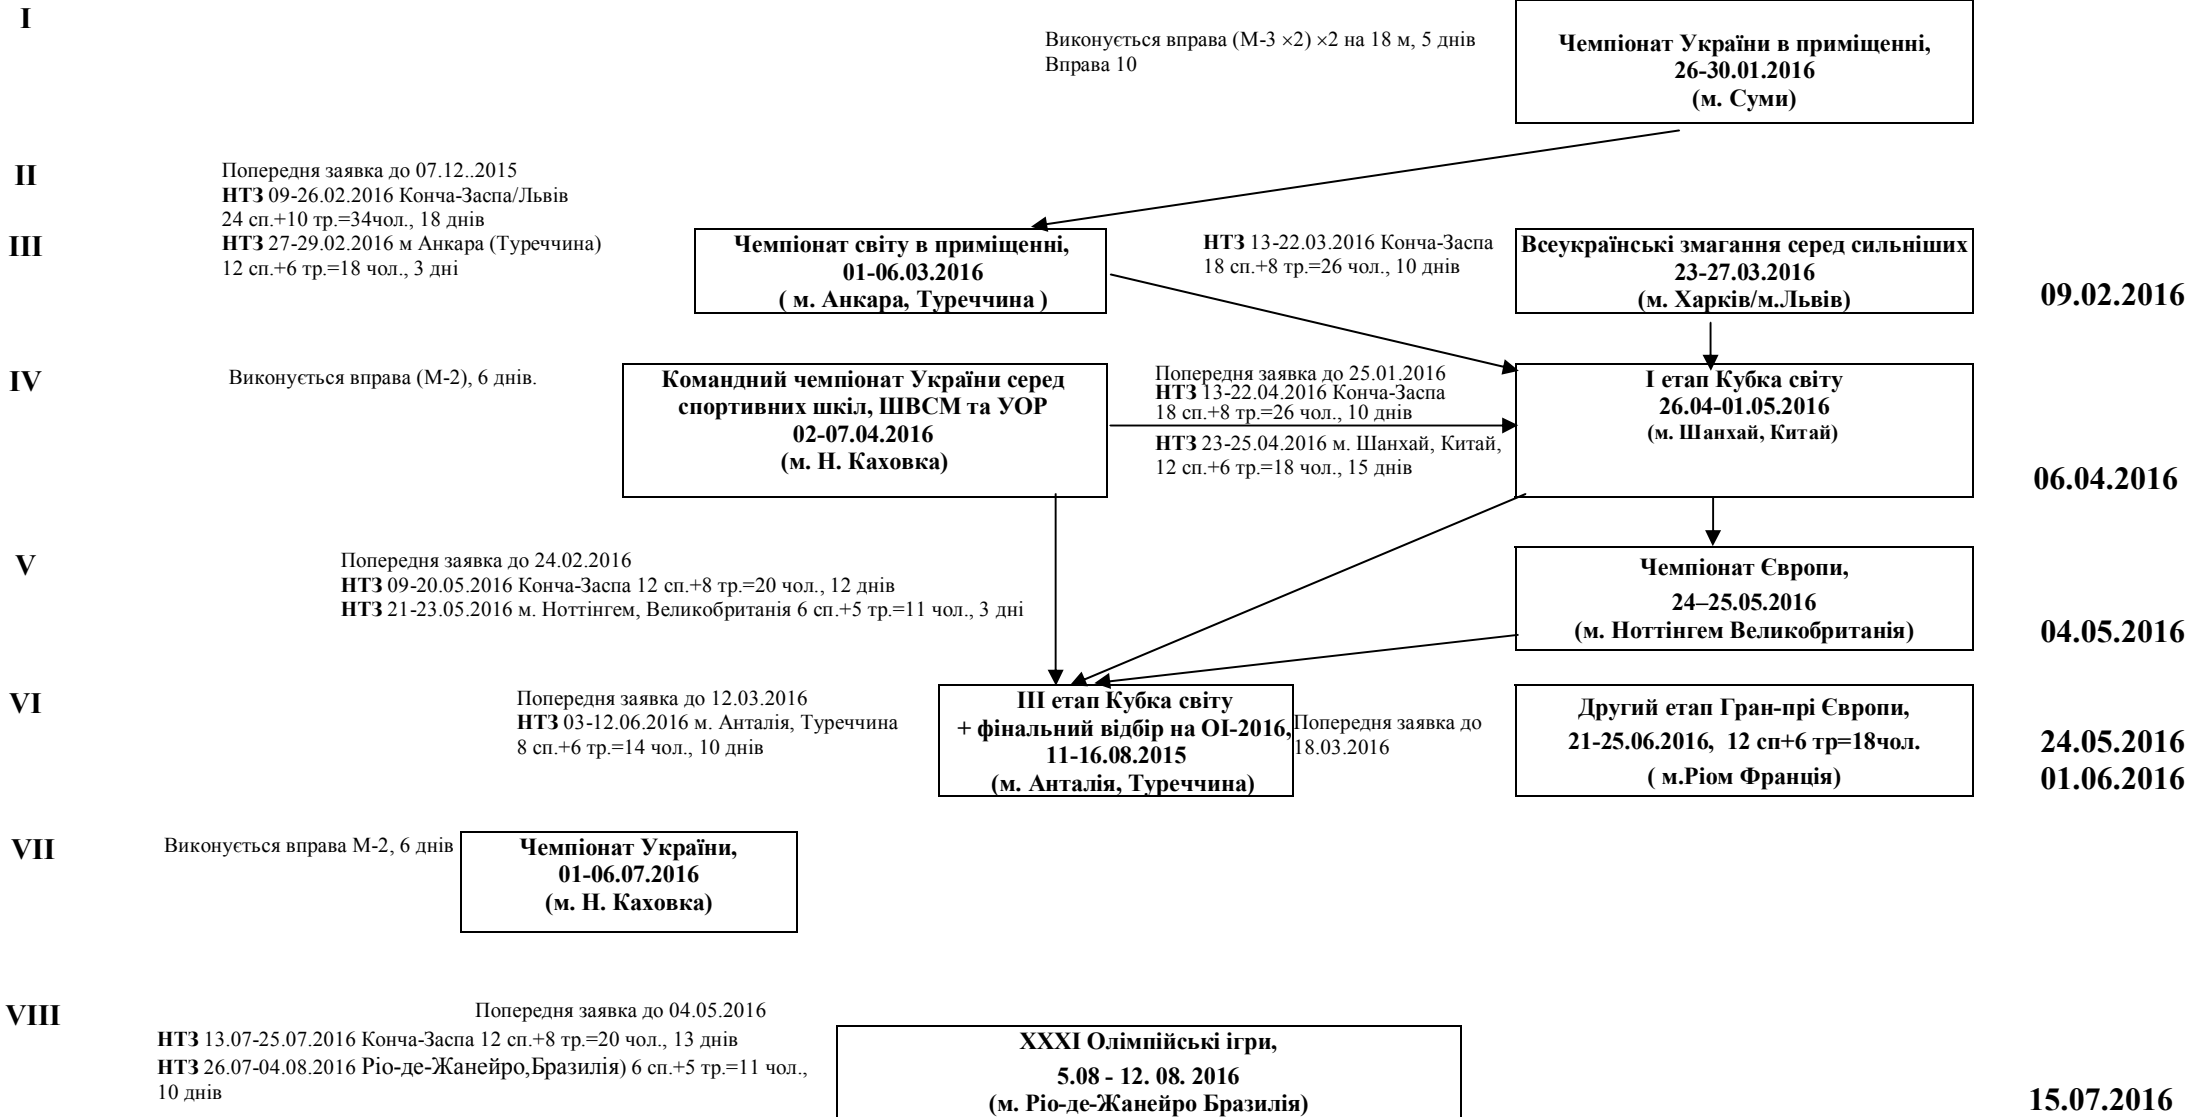 I
Виконується вправа (М-3 ×2) ×2 на 18 м, 5 днів
Вправа 10
Чемпіонат України в приміщенні,
26-30.01.2016
(м. Суми)
II
Попередня заявка до 07.12..2015
НТЗ 09-26.02.2016 Конча-Заспа/Львів
24 сп.+10 тр.=34чол., 18 днів
III
НТЗ 27-29.02.2016 м Анкара (Туреччина)
12 сп.+6 тр.=18 чол., 3 дні
Чемпіонат світу в приміщенні,
01-06.03.2016
( м. Анкара, Туреччина )
НТЗ 13-22.03.2016 Конча-Заспа
18 сп.+8 тр.=26 чол., 10 днів
Всеукраїнські змагання серед сильніших
23-27.03.2016
(м. Харків/м.Львів)
09.02.2016
IV
Виконується вправа (М-2), 6 днів.
Командний чемпіонат України серед
спортивних шкіл, ШВСМ та УОР
02-07.04.2016
(м. Н. Каховка)
Попередня заявка до 25.01.2016
НТЗ 13-22.04.2016 Конча-Заспа
18 сп.+8 тр.=26 чол., 10 днів
НТЗ 23-25.04.2016 м. Шанхай, Китай,
12 сп.+6 тр.=18 чол., 15 днів
I етап Кубка світу
26.04-01.05.2016
(м. Шанхай, Китай)
06.04.2016
V
Попередня заявка до 24.02.2016
НТЗ 09-20.05.2016 Конча-Заспа 12 сп.+8 тр.=20 чол., 12 днів
НТЗ 21-23.05.2016 м. Ноттінгем, Великобританія 6 сп.+5 тр.=11 чол., 3 дні
Чемпіонат Європи,
24–25.05.2016
(м. Ноттінгем Великобританія)
04.05.2016
VI
Попередня заявка до 12.03.2016
НТЗ 03-12.06.2016 м. Анталія, Туреччина
8 сп.+6 тр.=14 чол., 10 днів
III етап Кубка світу
+ фінальний відбір на ОІ-2016,
11-16.08.2015
(м. Анталія, Туреччина)
Попередня заявка до
18.03.2016
Другий етап Гран-прі Європи,
21-25.06.2016, 12 сп+6 тр=18чол.
( м.Ріом Франція)
24.05.2016
01.06.2016
VII
Виконується вправа М-2, 6 днів
Чемпіонат України,
01-06.07.2016
(м. Н. Каховка)
VIII
Попередня заявка до 04.05.2016
НТЗ 13.07-25.07.2016 Конча-Заспа 12 сп.+8 тр.=20 чол., 13 днів
НТЗ 26.07-04.08.2016 Ріо-де-Жанейро,Бразилія) 6 сп.+5 тр.=11 чол.,
10 днів
XXXI Олімпійські ігри,
5.08 - 12. 08. 2016
(м. Ріо-де-Жанейро Бразилія)
15.07.2016